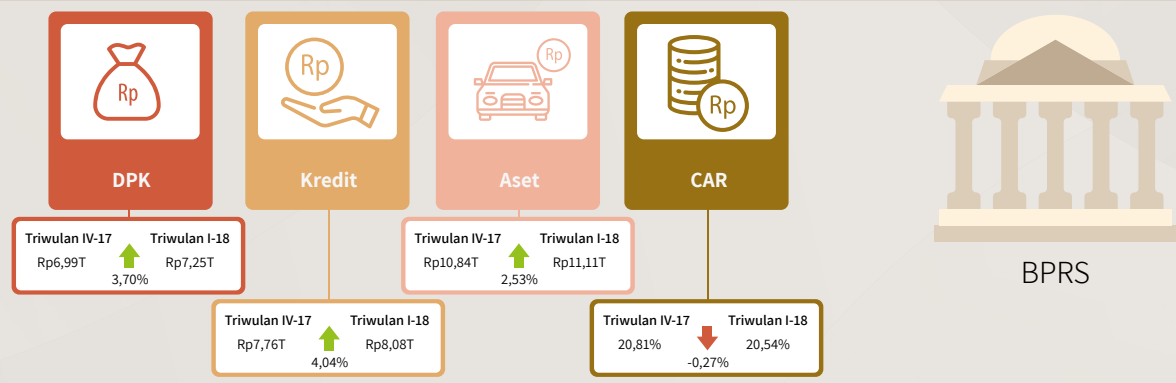 Rp
Rp
Rp
Rp
DPK
Kredit
Aset
CAR
Triwulan IV-17
Triwulan I-18
Rp6,99T
Rp7,25T
3,70%
Triwulan IV-17
Triwulan I-18
Rp7,76T
Rp8,08T
4,04%
Triwulan IV-17
Triwulan I-18
Rp10,84T
Rp11,11T
2,53%
Triwulan IV-17
Triwulan I-18
20,81%
20,54%
-0,27%
BPRS